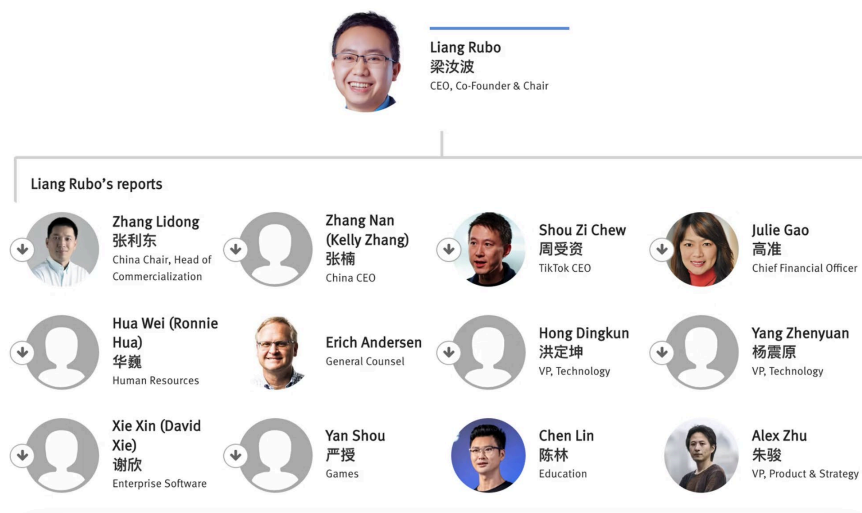 Liang Rubo
梁汝波
CEO, Co-Founder & Chair
Liang Rubo’s reports
Zhang Lidong
张利东
China Chair, Head of
Commercialization
Zhang Nan
(Kelly Zhang)
张楠
China CEO
Shou Zi Chew
周受资
TikTok CEO
Julie Gao
高准
Chief Financial Officer
Hua Wei (Ronnie
Hua)
华巍
Human Resources
Erich Andersen
General Counsel
Hong Dingkun
洪定坤
VP, Technology
Yang Zhenyuan
杨震原
VP, Technology
Xie Xin (David
Xie)
谢欣
Enterprise Software
Yan Shou
严授
Games
Chen Lin
陈林
Education
Alex Zhu
朱骏
VP, Product & Strategy